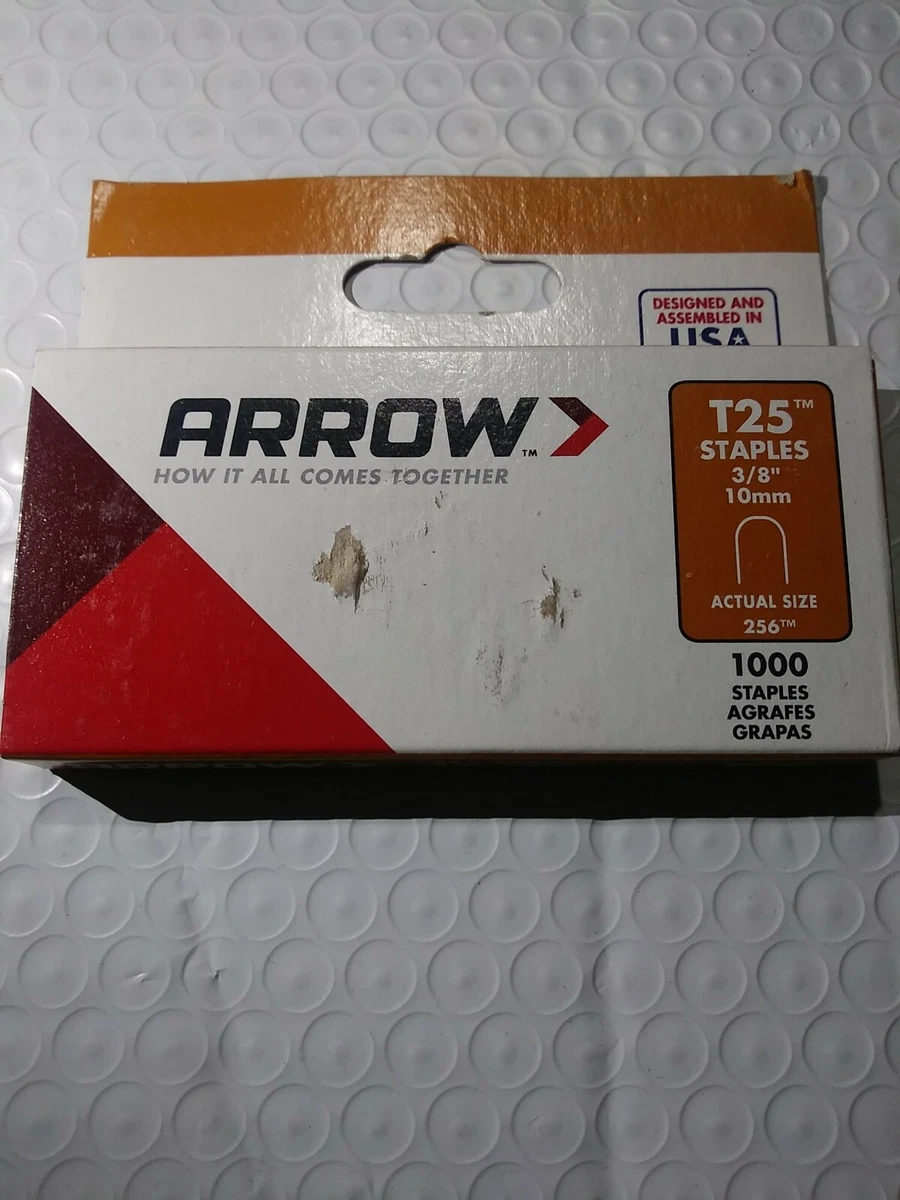 DESIGNED AND
ASSEMBLED IN
USA
ARROW™
HOW IT ALL COMES TOGETHER
T25™
STAPLES
3/8"
10mm
ACTUAL SIZE
256™
1000
STAPLES
AGRAFES
GRAPAS